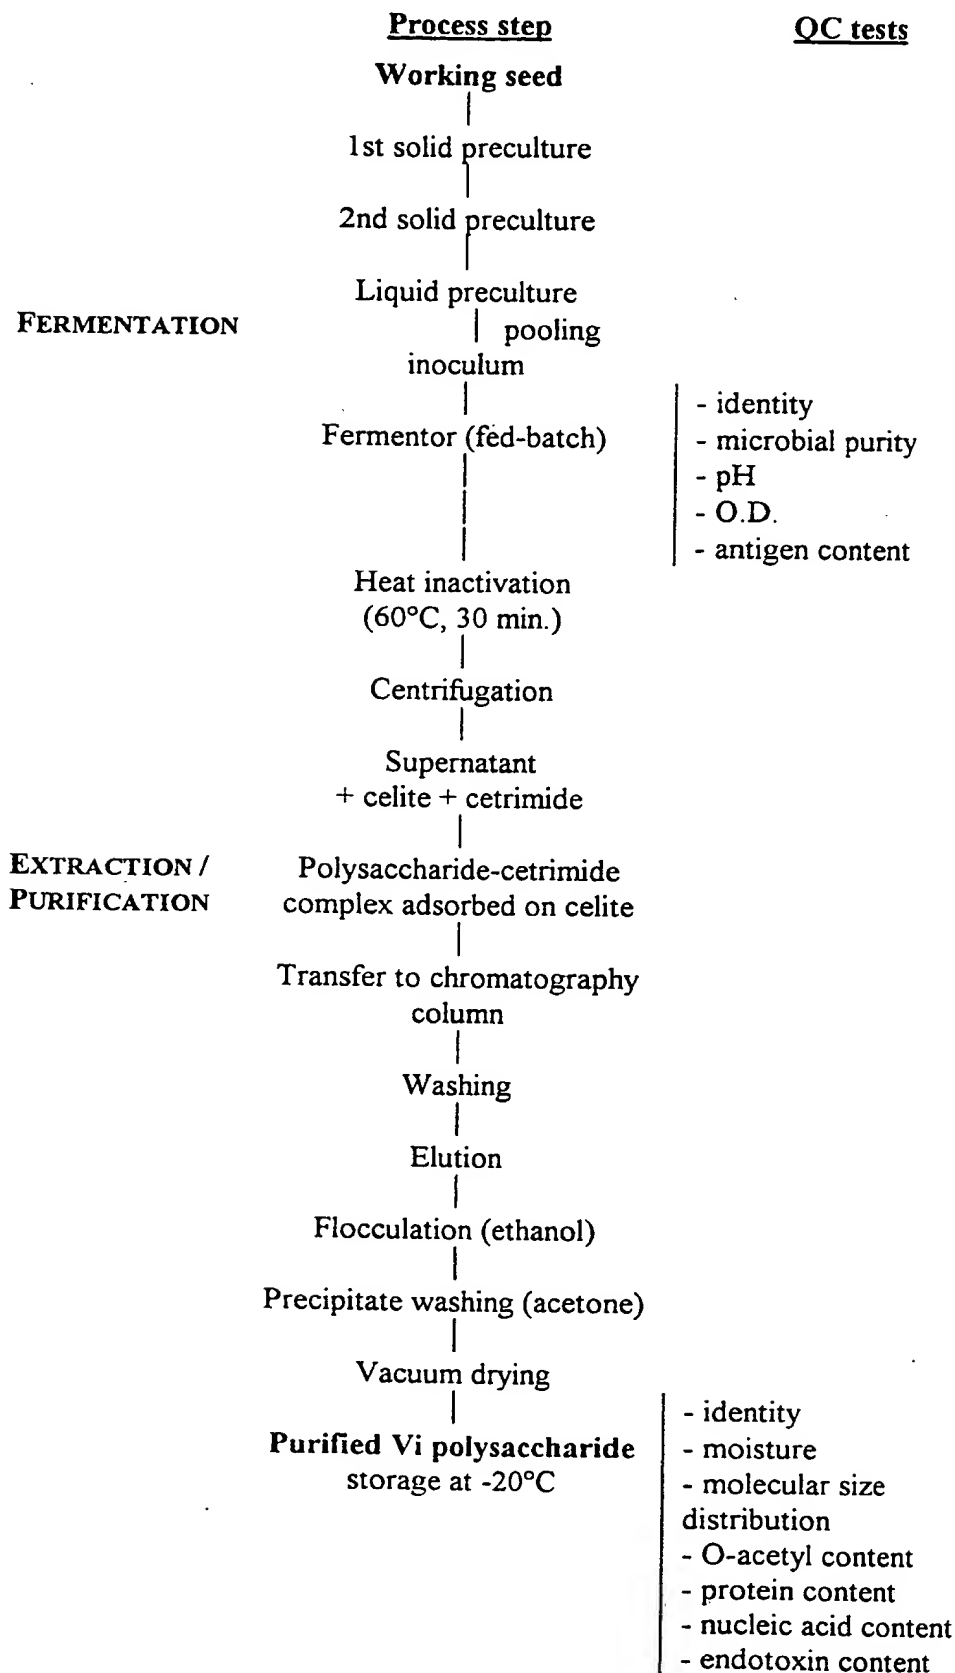 Process step QC tests
Working seed
1st solid preculture
2nd solid preculture
Liquid preculture
FERMENTATION
pooling
inoculum
- identity
Fermentor (fed-batch)
- microbial purity
- pH
- O.D.
- antigen content
Heat inactivation
(60°C, 30 min.)
Centrifugation
Supernatant
+ celite + cetrimide
EXTRACTION /
PURIFICATION
Polysaccharide-cetrimide
complex adsorbed on celite
Transfer to chromatography
column
Washing
Elution
Flocculation (ethanol)
Precipitate washing (acetone)
Vacuum drying
Purified Vi polysaccharide
storage at -20°C
- identity
- moisture
- molecular size
distribution
- O-acetyl content
- protein content
- nucleic acid content
- endotoxin content